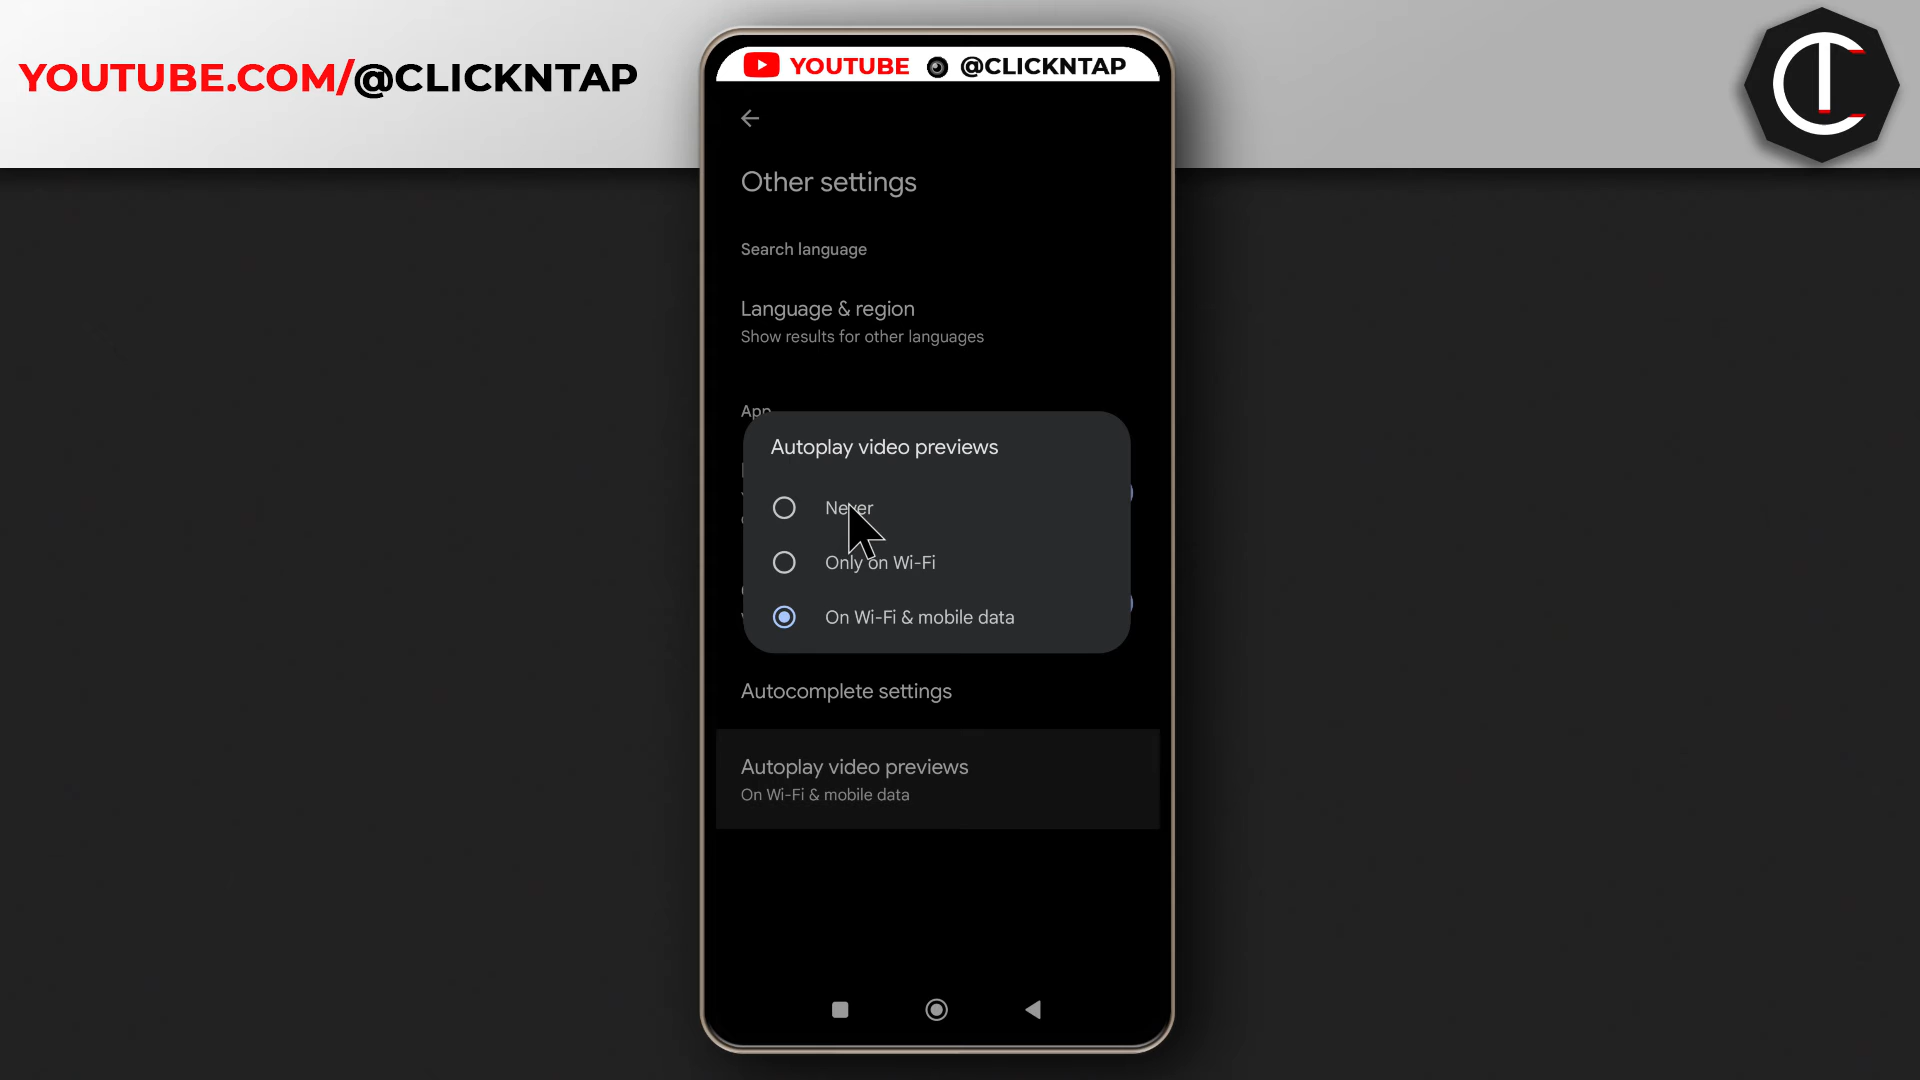 YOUTUBE.COM/@CLICKNTAP
YOUTUBE @CLICKNTAP
Other settings
Search language
Language & region
Show results for other languages
App
Autoplay video previews
Never
Only on Wi-Fi
On Wi-Fi & mobile data
Autocomplete settings
Autoplay video previews
On Wi-Fi & mobile data